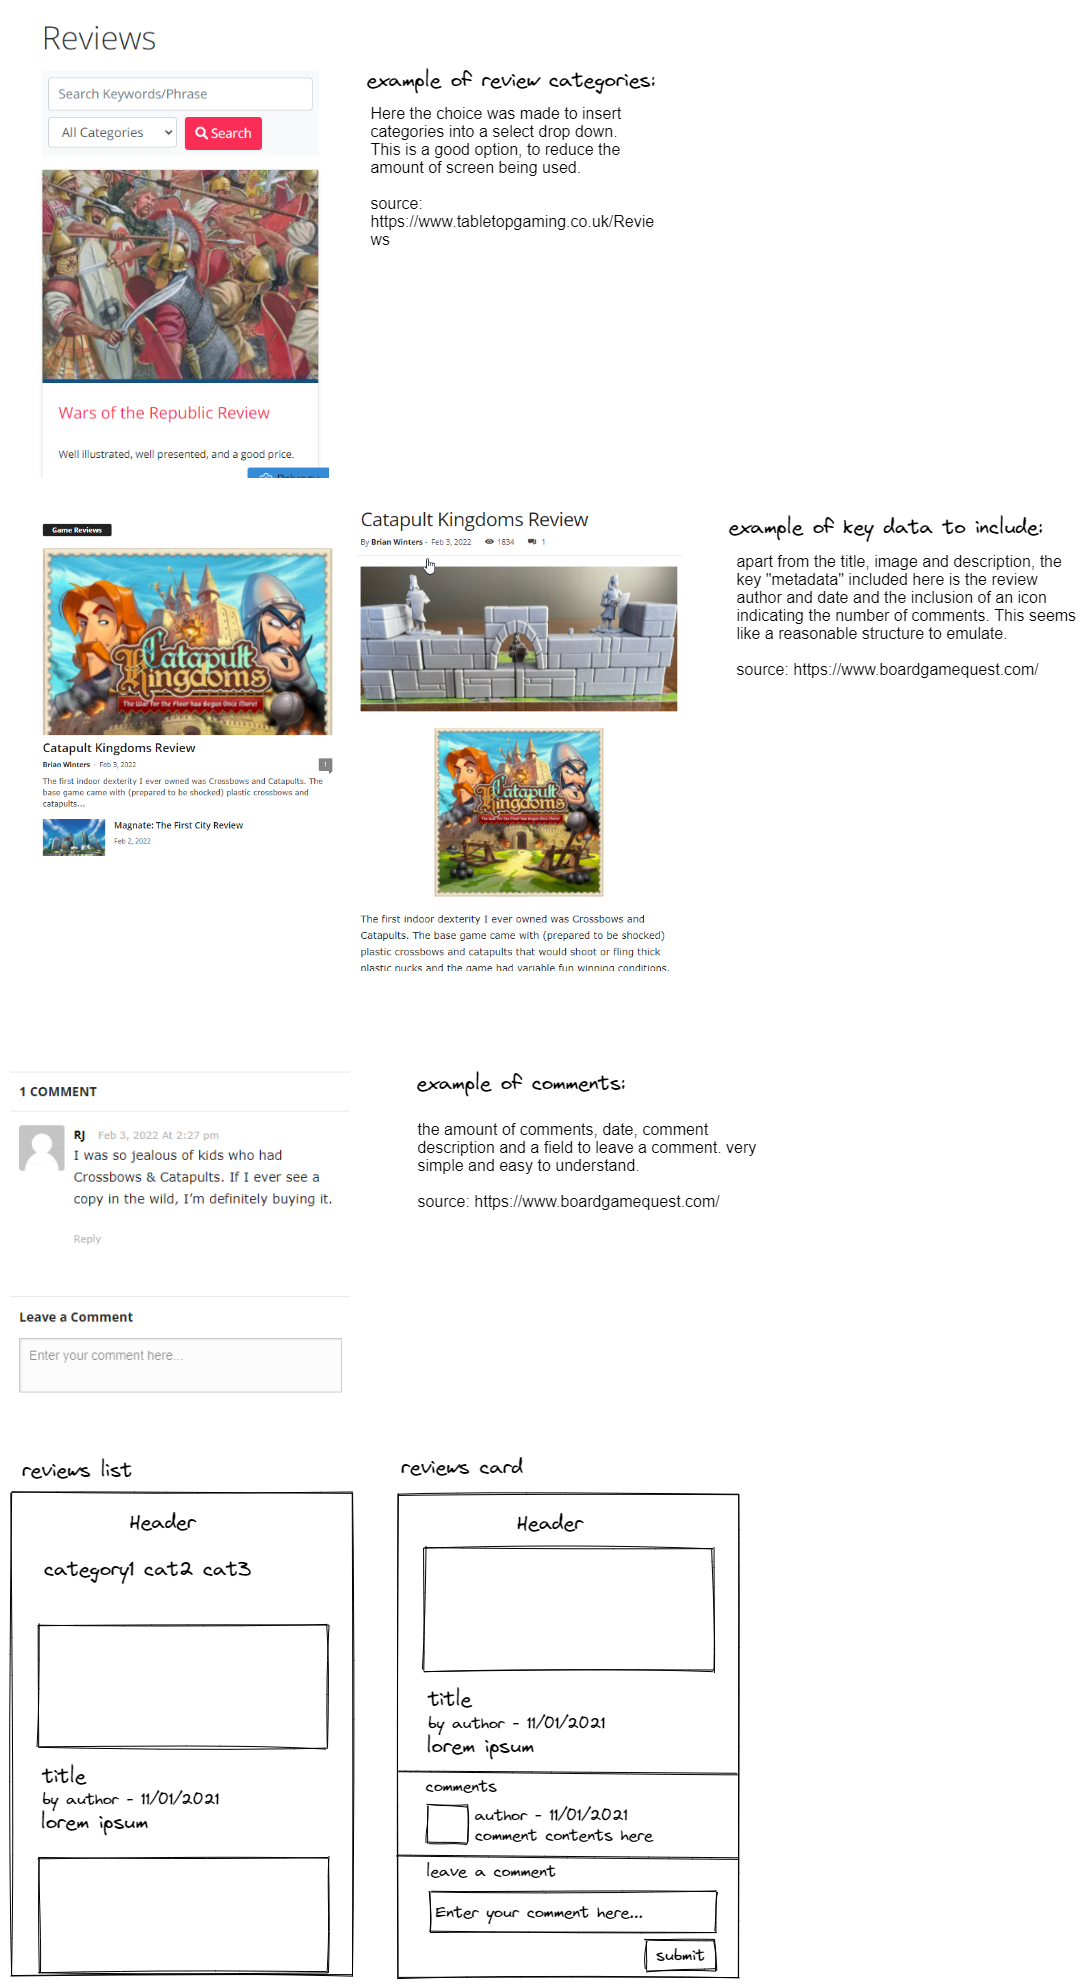 Reviews
Search Keywords/Phrase
All Categories
Search
Wars of the Republic Review
Well illustrated, well presented, and a good price.
Privacy
example of review categories:
Here the choice was made to insert
categories into a select drop down.
This is a good option, to reduce the
amount of screen being used.
source:
https://www.tabletopgaming.co.uk/Revie
ws
Game Reviews
Catapult
Kingdoms
The War for the Floor has Begun Once More!
Catapult Kingdoms Review
Brian Winters - Feb 3, 2022
1
The first indoor dexterity I ever owned was Crossbows and Catapults. The
base game came with (prepared to be shocked) plastic crossbows and
catapults...
Magnate: The First City Review
Feb 2, 2022
Catapult Kingdoms Review
By Brian Winters - Feb 3, 2022 1834 1
Catapult
Kingdoms
The War for the Floor has Begun Once More!
The first indoor dexterity I ever owned was Crossbows and
Catapults. The base game came with (prepared to be shocked)
plastic crossbows and catapults that would shoot or fling thick
plastic pucks and the game had variable fun winning conditions.
example of key data to include:
apart from the title, image and description, the
key "metadata" included here is the review
author and date and the inclusion of an icon
indicating the number of comments. This seems
like a reasonable structure to emulate.
source: https://www.boardgamequest.com/
1 COMMENT
RJ Feb 3, 2022 At 2:27 pm
I was so jealous of kids who had
Crossbows & Catapults. If I ever see a
copy in the wild, I'm definitely buying it.
Reply
Leave a Comment
Enter your comment here...
example of comments:
the amount of comments, date, comment
description and a field to leave a comment. very
simple and easy to understand.
source: https://www.boardgamequest.com/
reviews list
Header
category1 cat2 cat3
title
by author - 11/01/2021
lorem ipsum
reviews card
Header
title
by author - 11/01/2021
lorem ipsum
comments
author - 11/01/2021
comment contents here
leave a comment
Enter your comment here...
submit